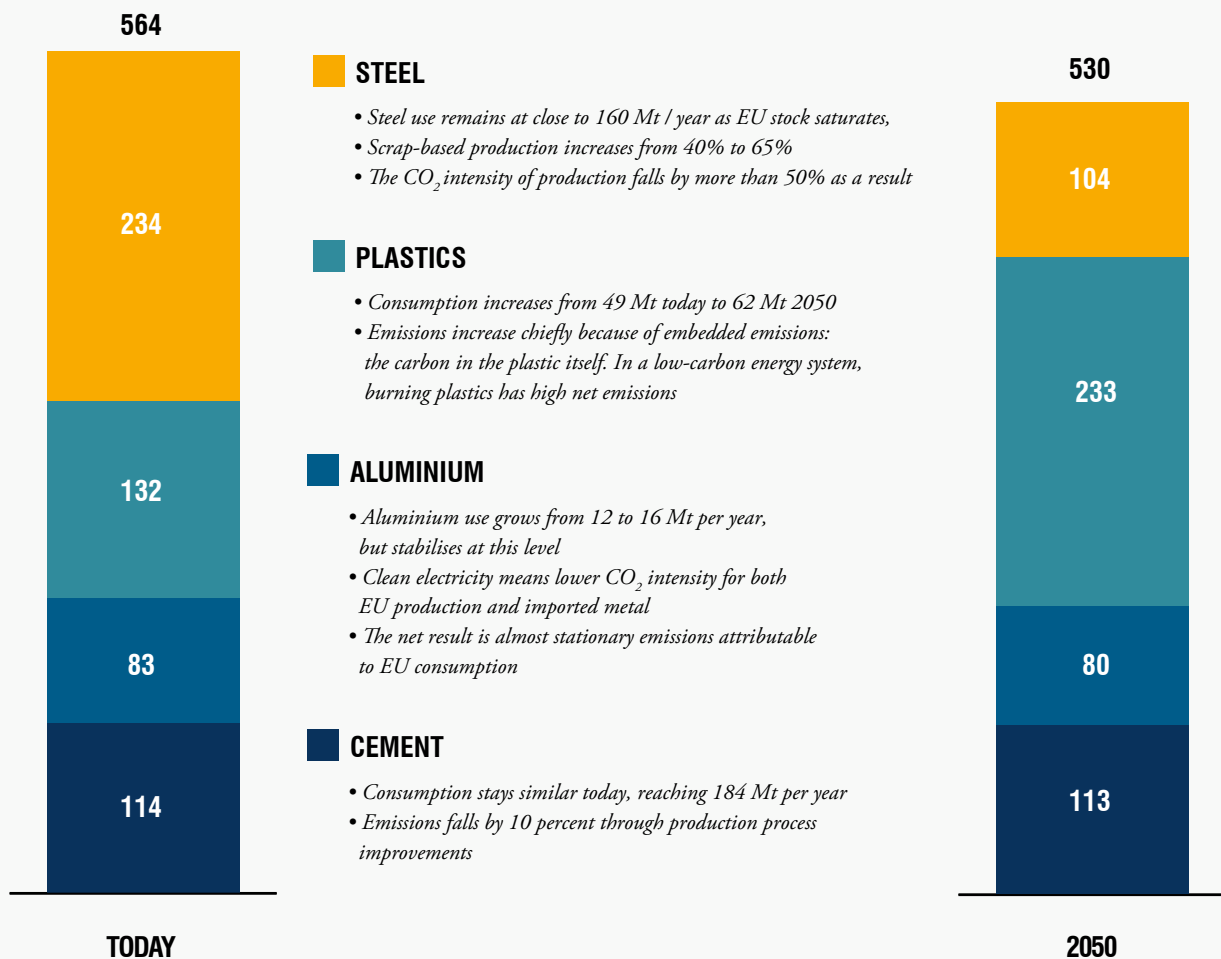 564
234
132
83
114
TODAY
STEEL
• Steel use remains at close to 160 Mt / year as EU stock saturates,
• Scrap-based production increases from 40% to 65%
• The CO₂ intensity of production falls by more than 50% as a result
PLASTICS
• Consumption increases from 49 Mt today to 62 Mt 2050
• Emissions increase chiefly because of embedded emissions:
the carbon in the plastic itself. In a low-carbon energy system,
burning plastics has high net emissions
ALUMINIUM
• Aluminium use grows from 12 to 16 Mt per year,
but stabilises at this level
• Clean electricity means lower CO₂ intensity for both
EU production and imported metal
• The net result is almost stationary emissions attributable
to EU consumption
CEMENT
• Consumption stays similar today, reaching 184 Mt per year
• Emissions falls by 10 percent through production process
improvements
530
104
233
80
113
2050